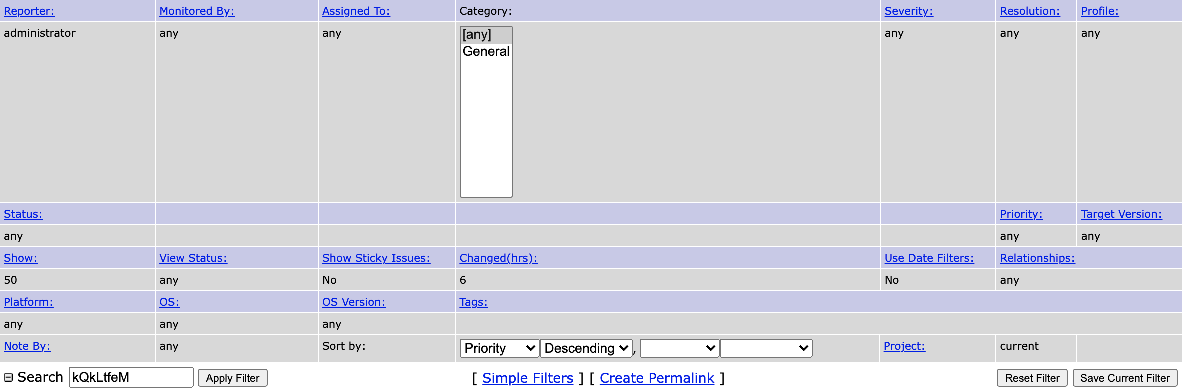 Reporter: Monitored By: Assigned To: Category: Severity: Resolution: Profile:
administrator any any [any] any any any
General
Status: Priority: Target Version:
any any any
Show: View Status: Show Sticky Issues: Changed(hrs): Use Date Filters: Relationships:
50 any No 6 No any
Platform: OS: OS Version: Tags:
any any any
Note By: any Sort by: Priority Descending , Project: current
Search kQkLtfeM Apply Filter [ Simple Filters ] [ Create Permalink ] Reset Filter Save Current Filter